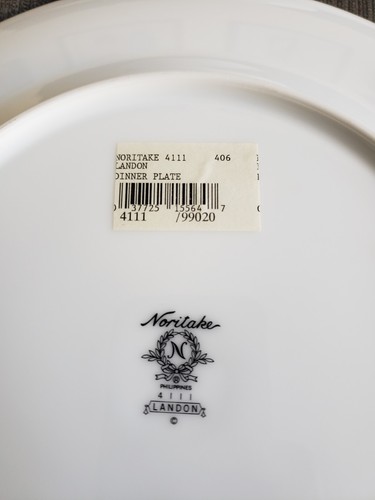 NORITAKE 4111 406
LANDON
DINNER PLATE
37725 15564 7
4111 /99020
Noritake
N
®
PHILIPPINES
4111
LANDON
©